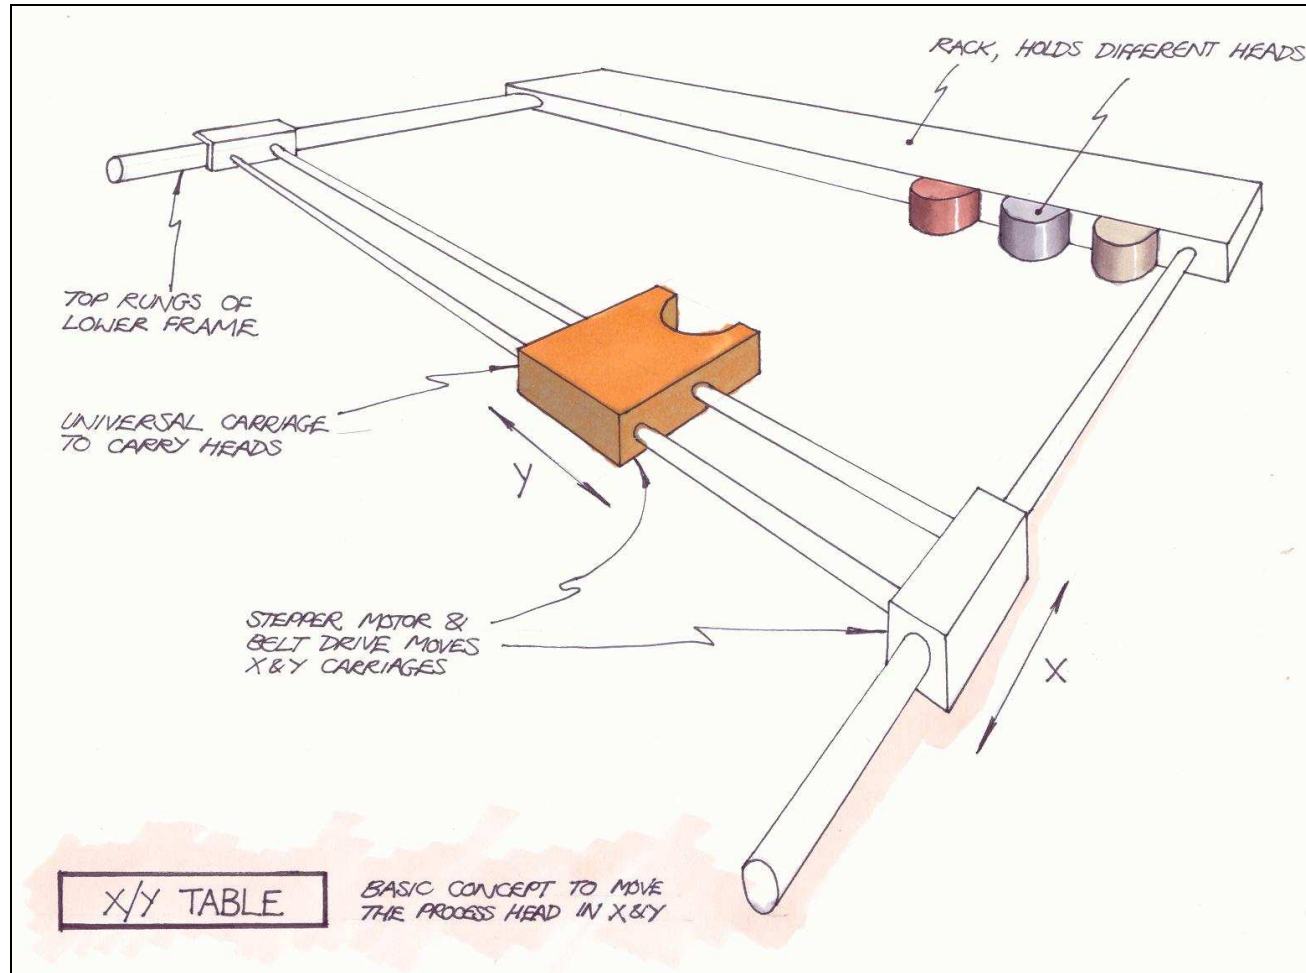 RACK, HOLDS DIFFERENT HEADS
TOP RUNGS OF
LOWER FRAME
UNIVERSAL CARRIAGE
TO CARRY HEADS
Y
STEPPER MOTOR &
BELT DRIVE MOVES
X & Y CARRIAGES
X
X/Y TABLE
BASIC CONCEPT TO MOVE
THE PROCESS HEAD IN X & Y